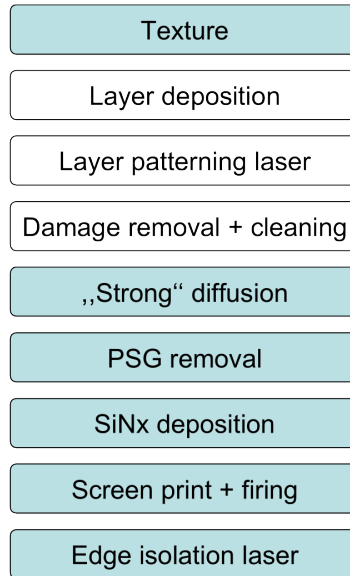 Texture
Layer deposition
Layer patterning laser
Damage removal + cleaning
,,Strong“ diffusion
PSG removal
SiNx deposition
Screen print + firing
Edge isolation laser